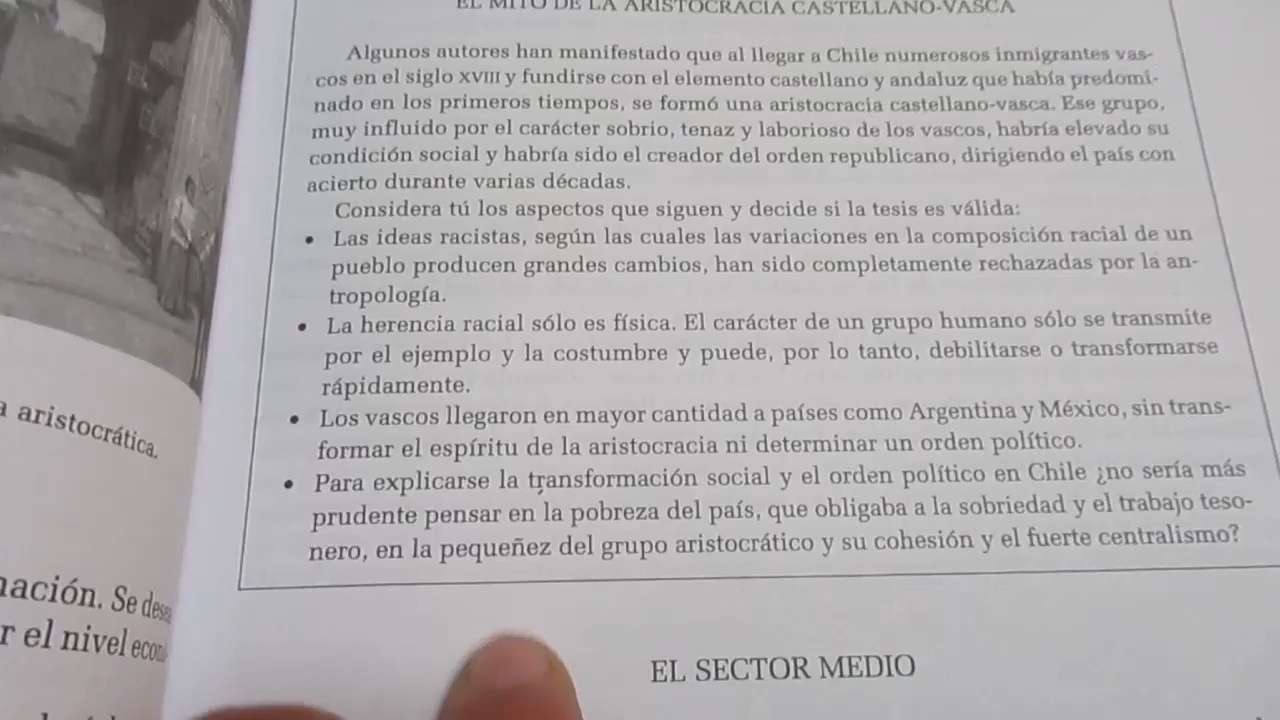 EL MITO DE LA ARISTOCRACIA CASTELLANO-VASCA
Algunos autores han manifestado que al llegar a Chile numerosos inmigrantes vas-
cos en el siglo XVIII y fundirse con el elemento castellano y andaluz que había predomi-
nado en los primeros tiempos, se formó una aristocracia castellano-vasca. Ese grupo,
muy influido por el carácter sobrio, tenaz y laborioso de los vascos, habría elevado su
condición social y habría sido el creador del orden republicano, dirigiendo el país con
acierto durante varias décadas.
Considera tú los aspectos que siguen y decide si la tesis es válida:
• Las ideas racistas, según las cuales las variaciones en la composición racial de un
pueblo producen grandes cambios, han sido completamente rechazadas por la an-
tropología.
• La herencia racial sólo es física. El carácter de un grupo humano sólo se transmite
por el ejemplo y la costumbre y puede, por lo tanto, debilitarse o transformarse
rápidamente.
• Los vascos llegaron en mayor cantidad a países como Argentina y México, sin trans-
formar el espíritu de la aristocracia ni determinar un orden político.
• Para explicarse la transformación social y el orden político en Chile ¿no sería más
prudente pensar en la pobreza del país, que obligaba a la sobriedad y el trabajo teso-
nero, en la pequeñez del grupo aristocrático y su cohesión y el fuerte centralismo?
EL SECTOR MEDIO
a aristocrática.
nación. Se desea
r el nivel econ